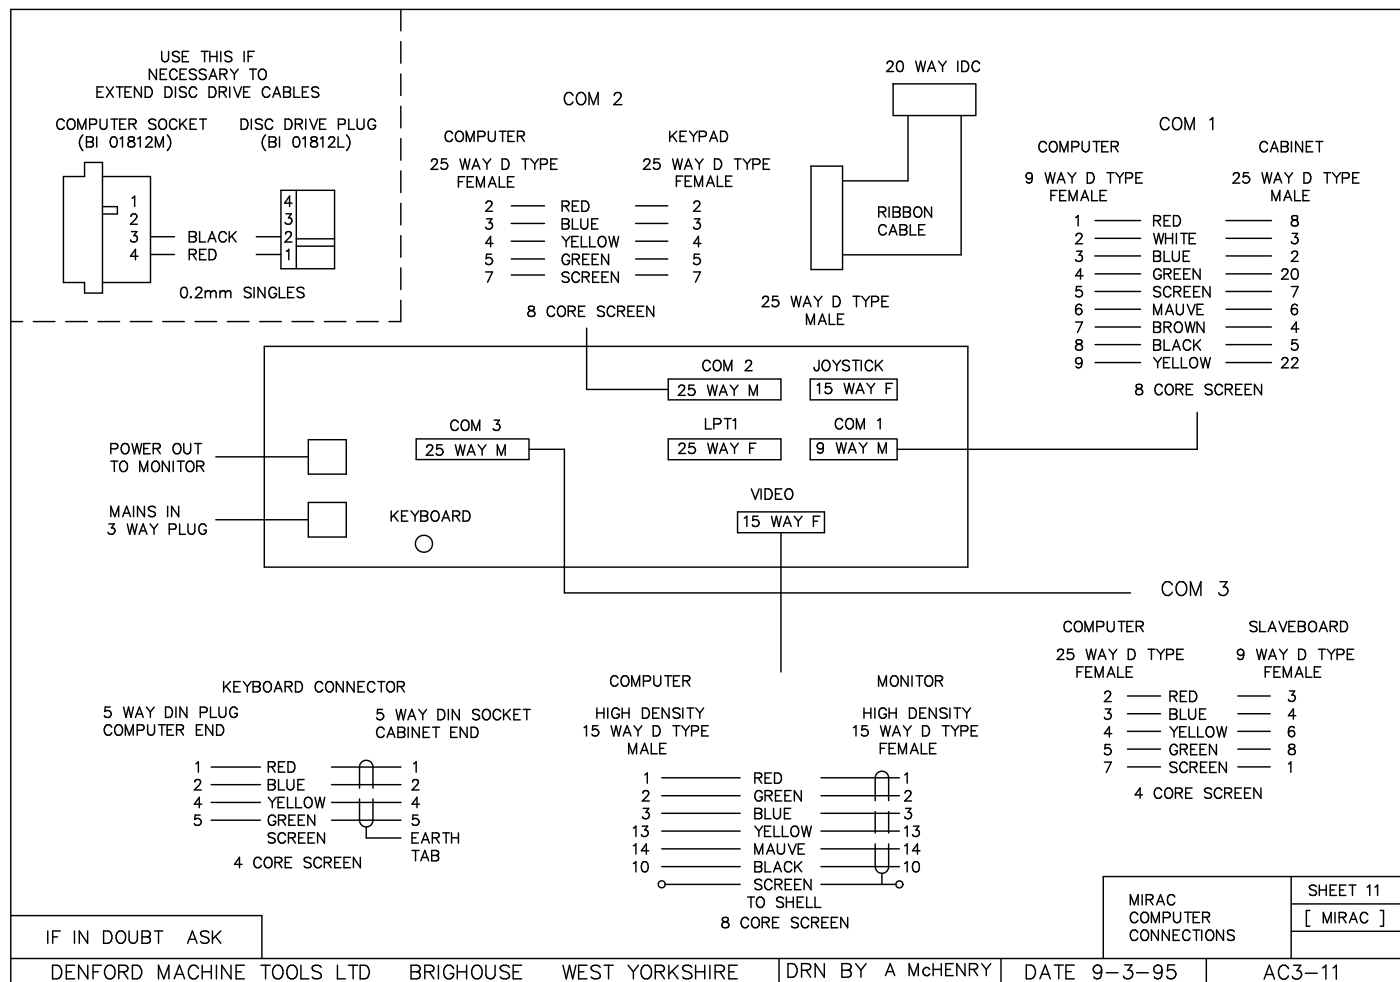 USE THIS IF
NECESSARY TO
EXTEND DISC DRIVE CABLES
COMPUTER SOCKET
(BI 01812M)
DISC DRIVE PLUG
(BI 01812L)
1
2
3
4
BLACK
RED
4
3
2
1
0.2mm SINGLES
COM 2
COMPUTER
25 WAY D TYPE
FEMALE
KEYPAD
25 WAY D TYPE
FEMALE
2 RED 2
3 BLUE 3
4 YELLOW 4
5 GREEN 5
7 SCREEN 7
8 CORE SCREEN
20 WAY IDC
RIBBON
CABLE
25 WAY D TYPE
MALE
COM 1
COMPUTER
9 WAY D TYPE
FEMALE
CABINET
25 WAY D TYPE
MALE
1 RED 8
2 WHITE 3
3 BLUE 2
4 GREEN 20
5 SCREEN 7
6 MAUVE 6
7 BROWN 4
8 BLACK 5
9 YELLOW 22
8 CORE SCREEN
COM 2
25 WAY M
JOYSTICK
15 WAY F
COM 3
25 WAY M
LPT1
25 WAY F
COM 1
9 WAY M
POWER OUT
TO MONITOR
MAINS IN
3 WAY PLUG
KEYBOARD
VIDEO
15 WAY F
COM 3
COMPUTER
25 WAY D TYPE
FEMALE
SLAVEBOARD
9 WAY D TYPE
FEMALE
2 RED 3
3 BLUE 4
4 YELLOW 6
5 GREEN 8
7 SCREEN 1
4 CORE SCREEN
KEYBOARD CONNECTOR
5 WAY DIN PLUG
COMPUTER END
5 WAY DIN SOCKET
CABINET END
1 RED 1
2 BLUE 2
4 YELLOW 4
5 GREEN 5
SCREEN EARTH
TAB
4 CORE SCREEN
COMPUTER
HIGH DENSITY
15 WAY D TYPE
MALE
MONITOR
HIGH DENSITY
15 WAY D TYPE
FEMALE
1 RED 1
2 GREEN 2
3 BLUE 3
13 YELLOW 13
14 MAUVE 14
10 BLACK 10
SCREEN
TO SHELL
8 CORE SCREEN
MIRAC
COMPUTER
CONNECTIONS
SHEET 11
[ MIRAC ]
IF IN DOUBT ASK
DENFORD MACHINE TOOLS LTD BRIGHOUSE WEST YORKSHIRE DRN BY A McHENRY DATE 9-3-95 AC3-11